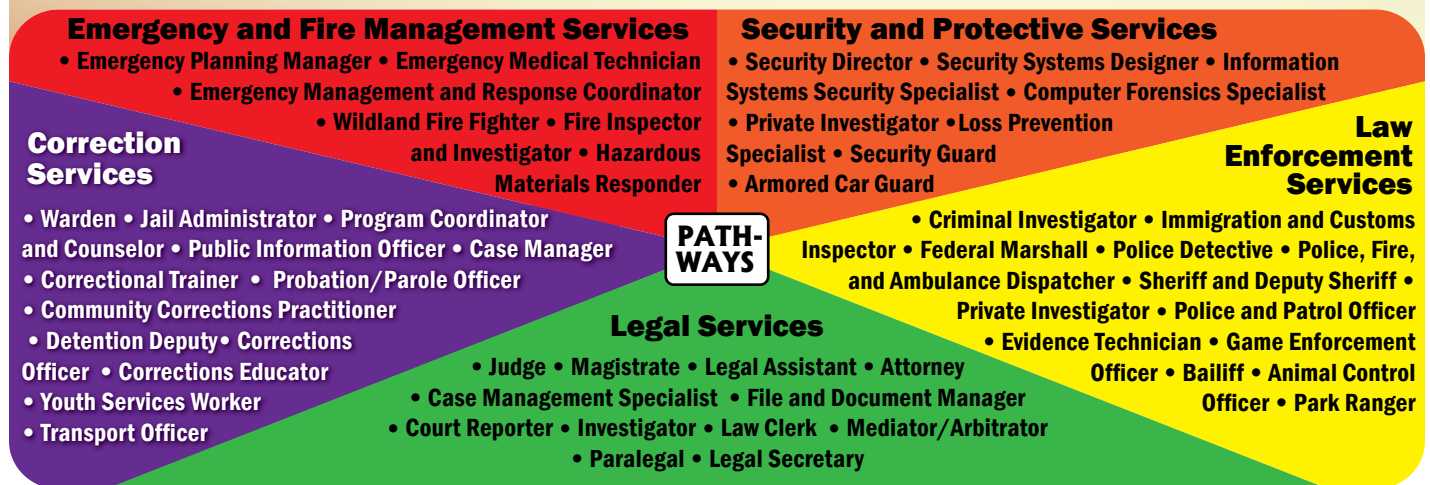 Emergency and Fire Management Services
• Emergency Planning Manager • Emergency Medical Technician
• Emergency Management and Response Coordinator
• Wildland Fire Fighter • Fire Inspector
and Investigator • Hazardous
Materials Responder
Security and Protective Services
• Security Director • Security Systems Designer • Information
Systems Security Specialist • Computer Forensics Specialist
• Private Investigator •Loss Prevention
Specialist • Security Guard
• Armored Car Guard
Correction
Services
• Warden • Jail Administrator • Program Coordinator
and Counselor • Public Information Officer • Case Manager
• Correctional Trainer • Probation/Parole Officer
• Community Corrections Practitioner
• Detention Deputy• Corrections
Officer • Corrections Educator
• Youth Services Worker
• Transport Officer
PATH-
WAYS
Law
Enforcement
Services
• Criminal Investigator • Immigration and Customs
Inspector • Federal Marshall • Police Detective • Police, Fire,
and Ambulance Dispatcher • Sheriff and Deputy Sheriff •
Private Investigator • Police and Patrol Officer
• Evidence Technician • Game Enforcement
Officer • Bailiff • Animal Control
Officer • Park Ranger
Legal Services
• Judge • Magistrate • Legal Assistant • Attorney
• Case Management Specialist • File and Document Manager
• Court Reporter • Investigator • Law Clerk • Mediator/Arbitrator
• Paralegal • Legal Secretary